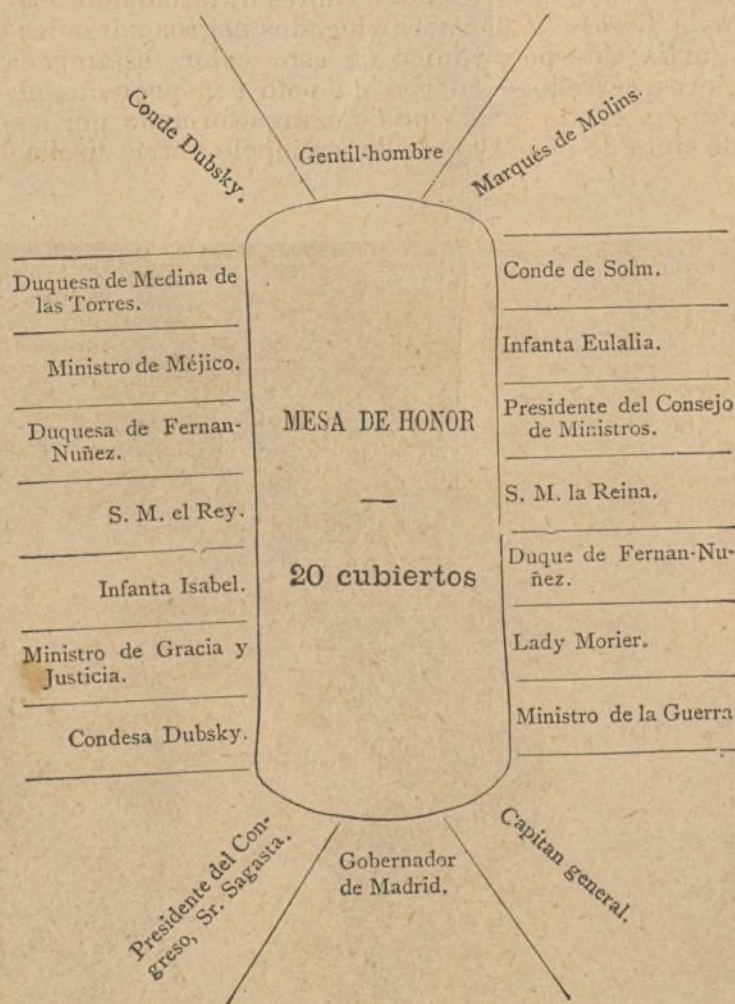 Conde Dubsky.
Gentil-hombre
Marqués de Molins.
Duquesa de Medina de
las Torres.
Ministro de Méjico.
Duquesa de Fernan-
Nuñez.
S. M. el Rey.
Infanta Isabel.
Ministro de Gracia y
Justicia.
Condesa Dubsky.
MESA DE HONOR
—
20 cubiertos
Conde de Solm.
Infanta Eulalia.
Presidente del Consejo
de Ministros.
S. M. la Reina.
Duque de Fernan-Nu-
ñez.
Lady Morier.
Ministro de la Guerra
Presidente del Con-
greso, Sr. Sagasta.
Gobernador
de Madrid.
Capitan general.